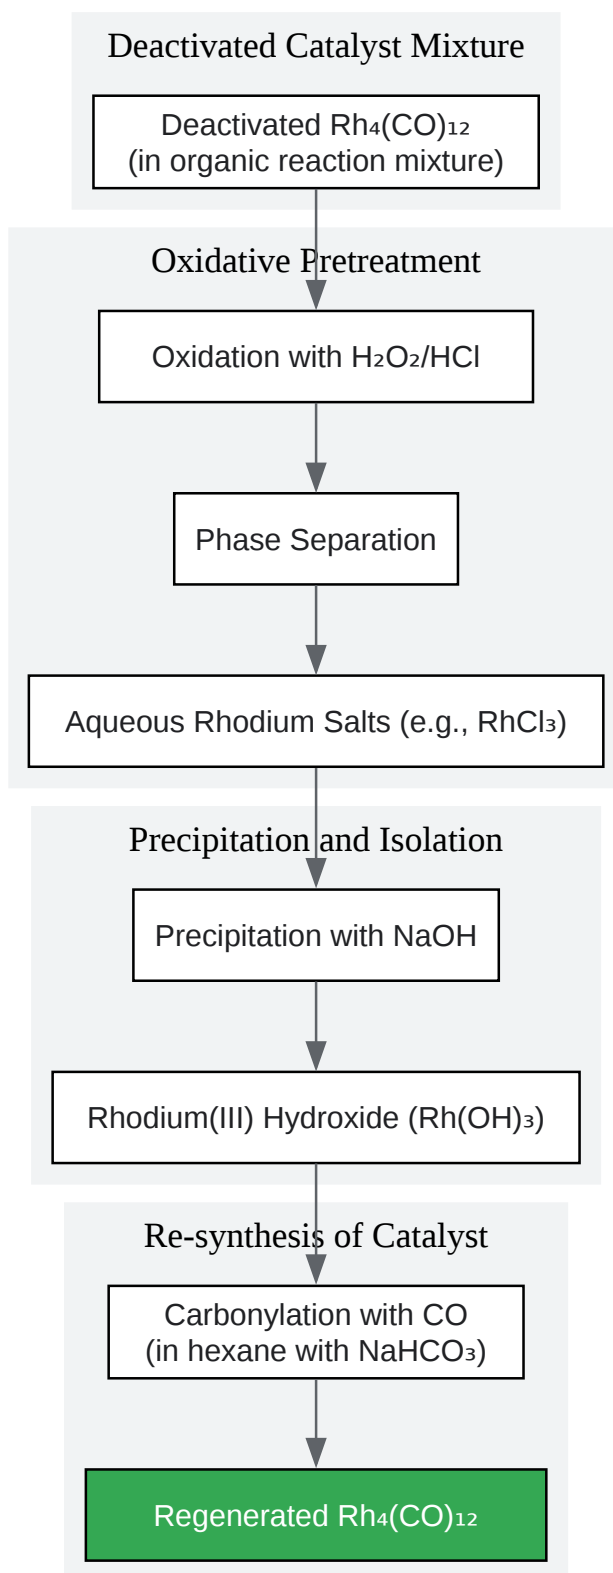 Deactivated Catalyst Mixture
Deactivated Rh₄(CO)₁₂
(in organic reaction mixture)
Oxidative Pretreatment
Oxidation with H₂O₂/HCl
Phase Separation
Aqueous Rhodium Salts (e.g., RhCl₃)
Precipitation and Isolation
Precipitation with NaOH
Rhodium(III) Hydroxide (Rh(OH)₃)
Re-synthesis of Catalyst
Carbonylation with CO
(in hexane with NaHCO₃)
Regenerated Rh₄(CO)₁₂